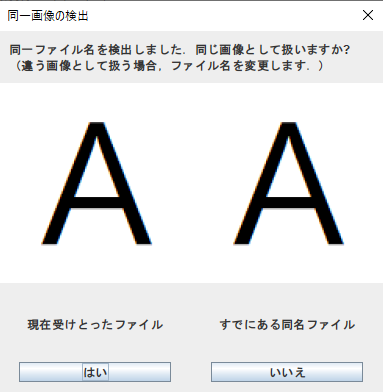 同一画像の検出
同一ファイル名を検出しました．同じ画像として扱いますか?
（違う画像として扱う場合，ファイル名を変更します．）
A A
現在受けとったファイル すでにある同名ファイル
はい いいえ